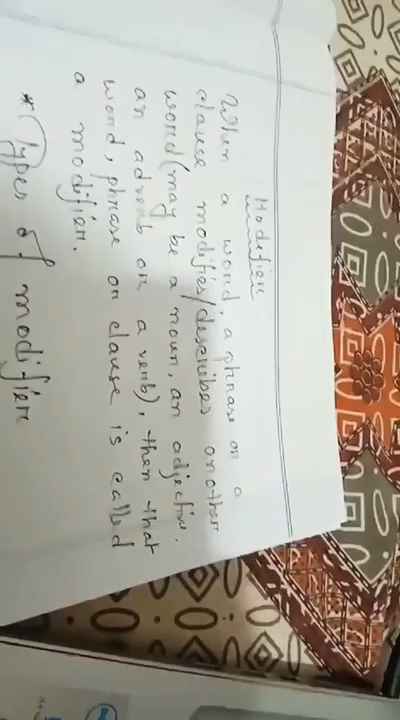 Modifier
When a word, a phrase or a
clause modifies/describes another
word (may be a noun, an adjective.
an adverb or a verb), then that
word, phrase or clause is called
a modifier.
* Types of modifier